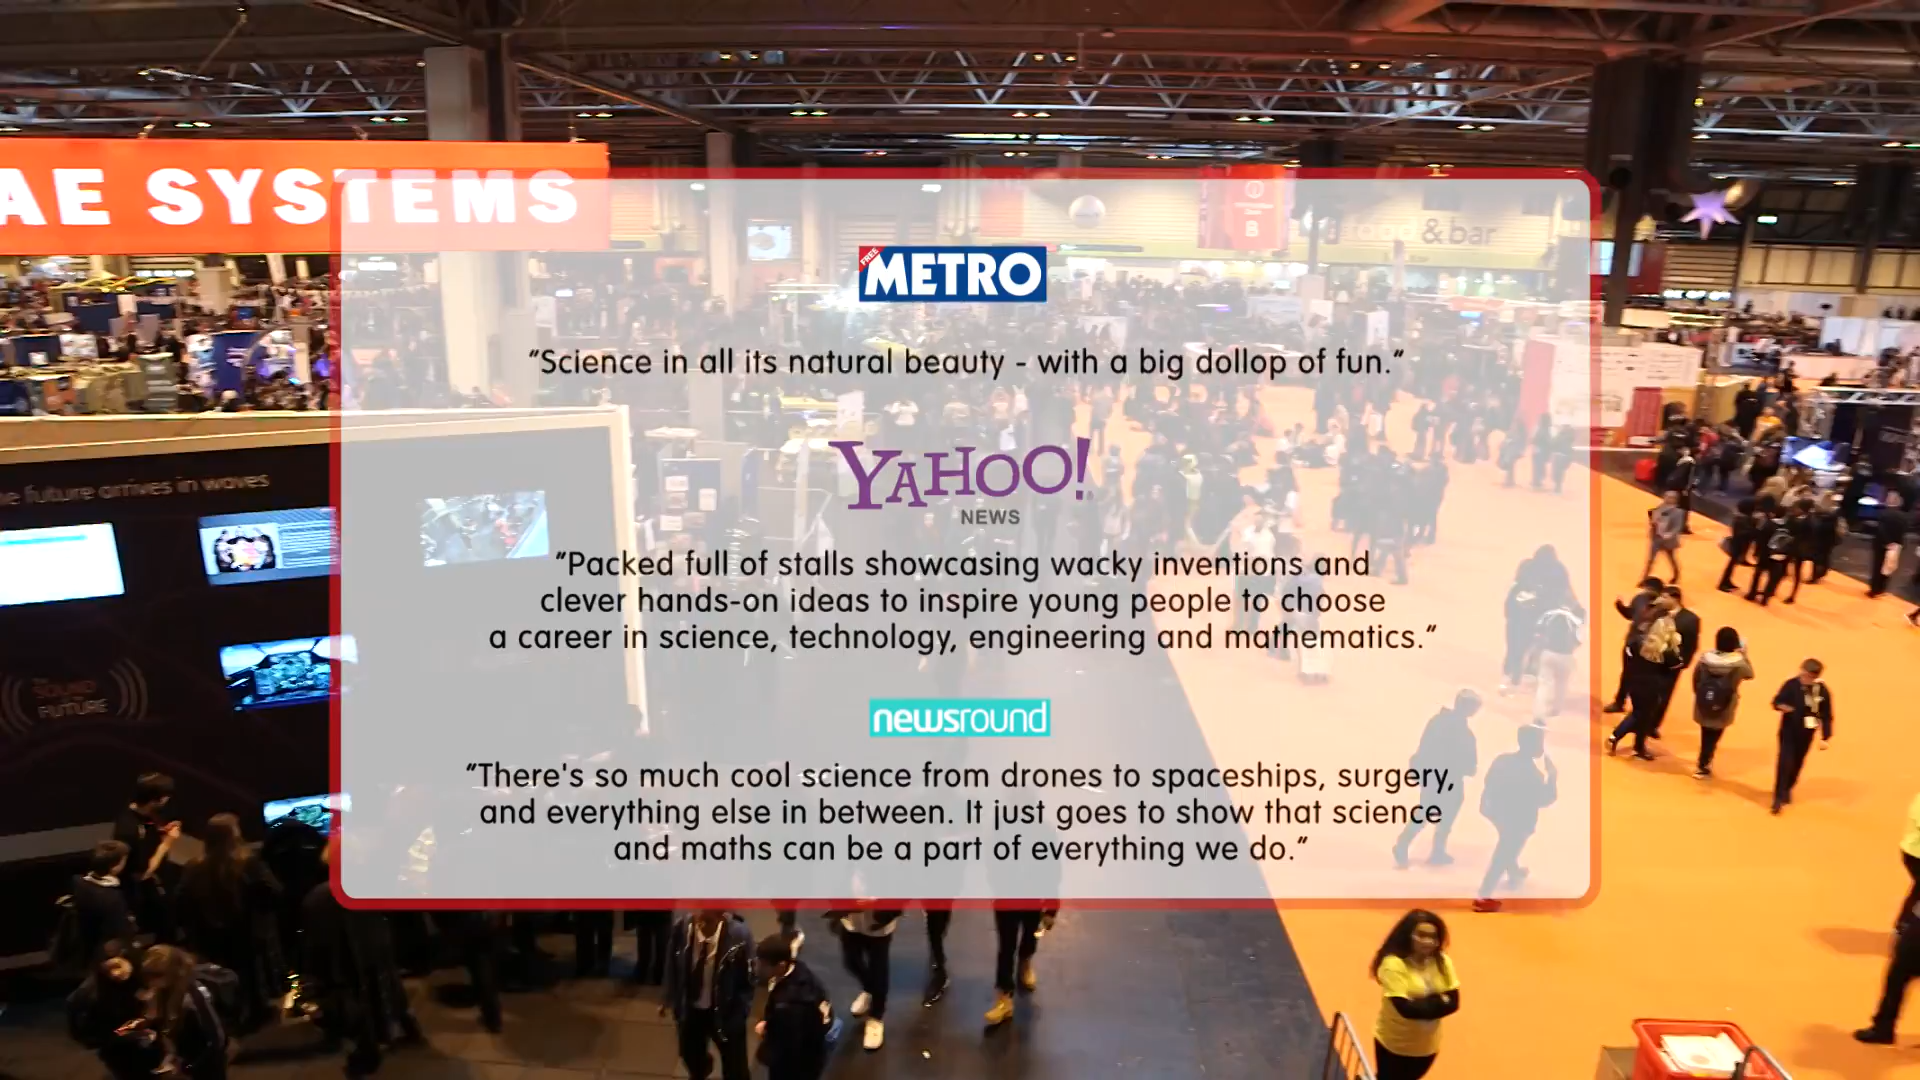 AE SYSTEMS
food & bar
B
FREE
METRO
"Science in all its natural beauty - with a big dollop of fun."
YAHOO!
NEWS
"Packed full of stalls showcasing wacky inventions and
clever hands-on ideas to inspire young people to choose
a career in science, technology, engineering and mathematics."
newsround
"There's so much cool science from drones to spaceships, surgery,
and everything else in between. It just goes to show that science
and maths can be a part of everything we do."
e future arrives in waves
SOUND
FUTURE